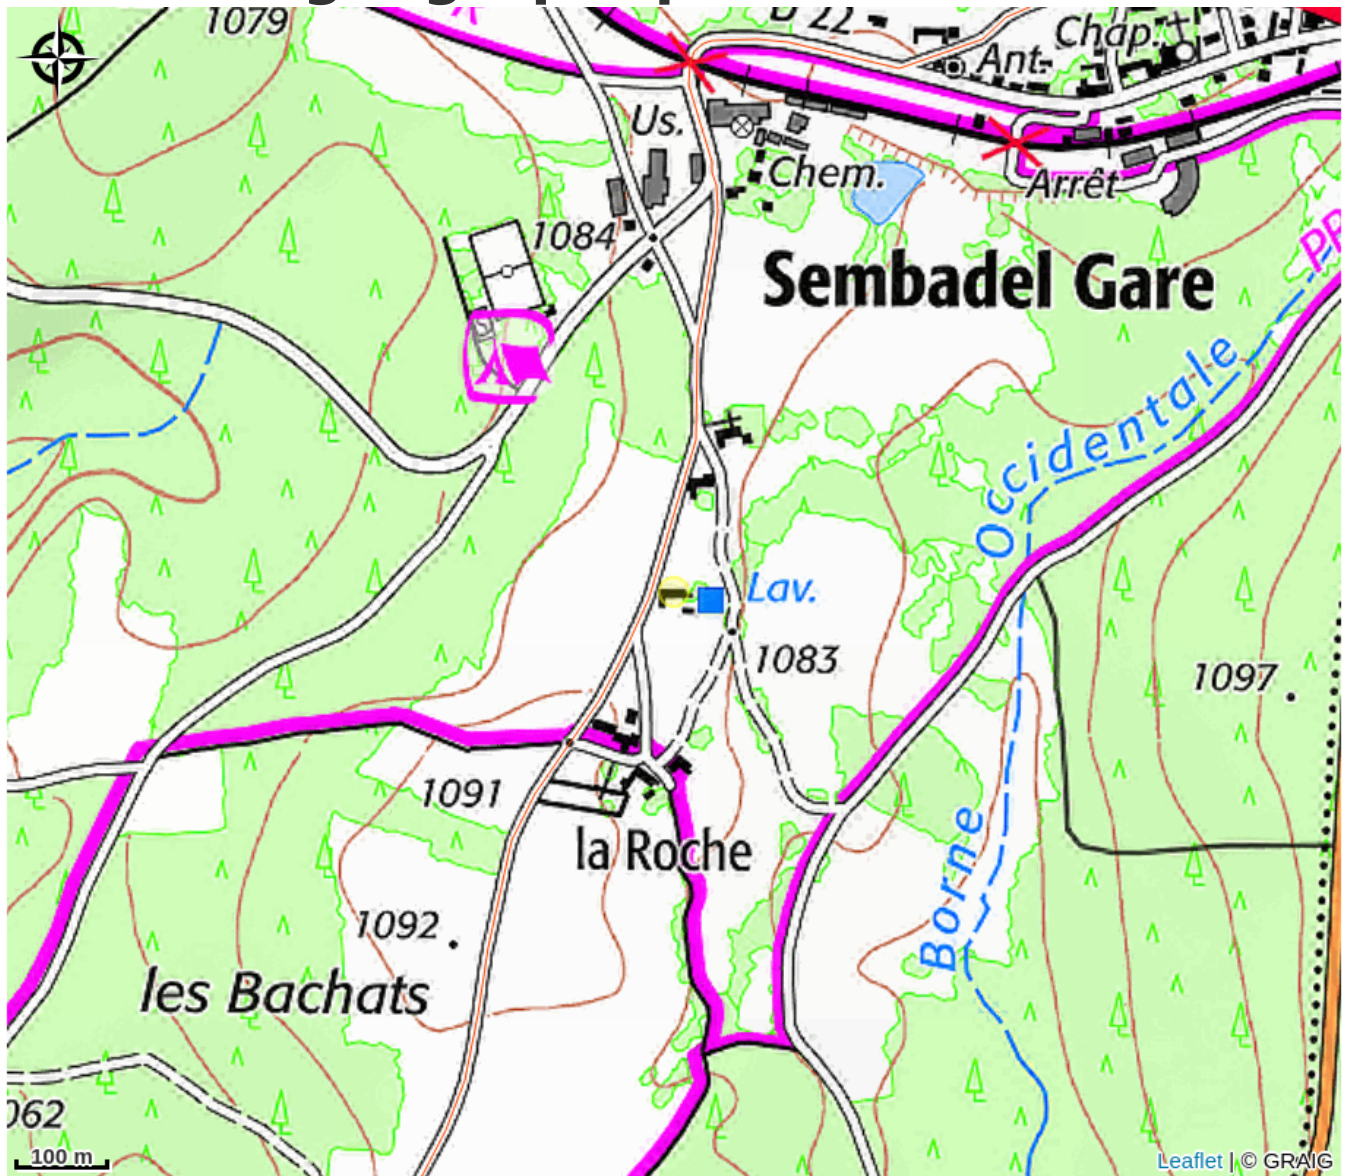 1079
D 22
Chap.
Ant.
Us.
Chem.
Arrêt
1084
Sembadel Gare
PR
Occidentale
Lav.
1083
1097
1091
la Roche
Borne
1092
les Bachats
062
100 m
Leaflet | © GRAIG